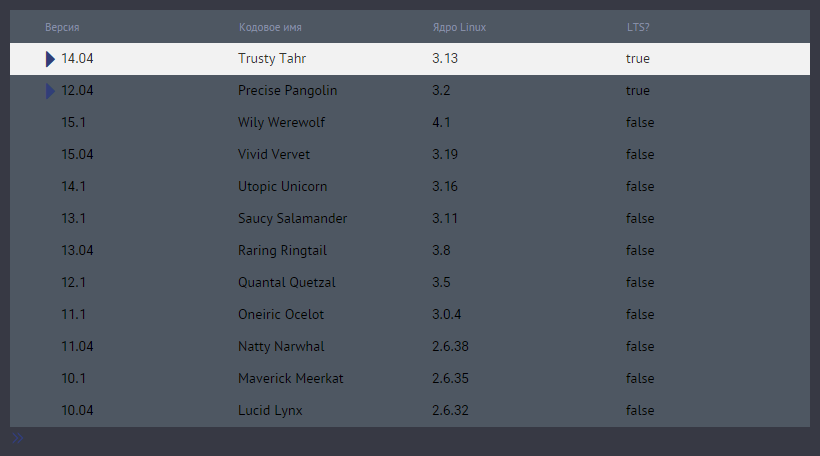 Версия Кодовое имя Ядро Linux LTS?
14.04 Trusty Tahr 3.13 true
12.04 Precise Pangolin 3.2 true
15.1 Wily Werewolf 4.1 false
15.04 Vivid Vervet 3.19 false
14.1 Utopic Unicorn 3.16 false
13.1 Saucy Salamander 3.11 false
13.04 Raring Ringtail 3.8 false
12.1 Quantal Quetzal 3.5 false
11.1 Oneiric Ocelot 3.0.4 false
11.04 Natty Narwhal 2.6.38 false
10.1 Maverick Meerkat 2.6.35 false
10.04 Lucid Lynx 2.6.32 false